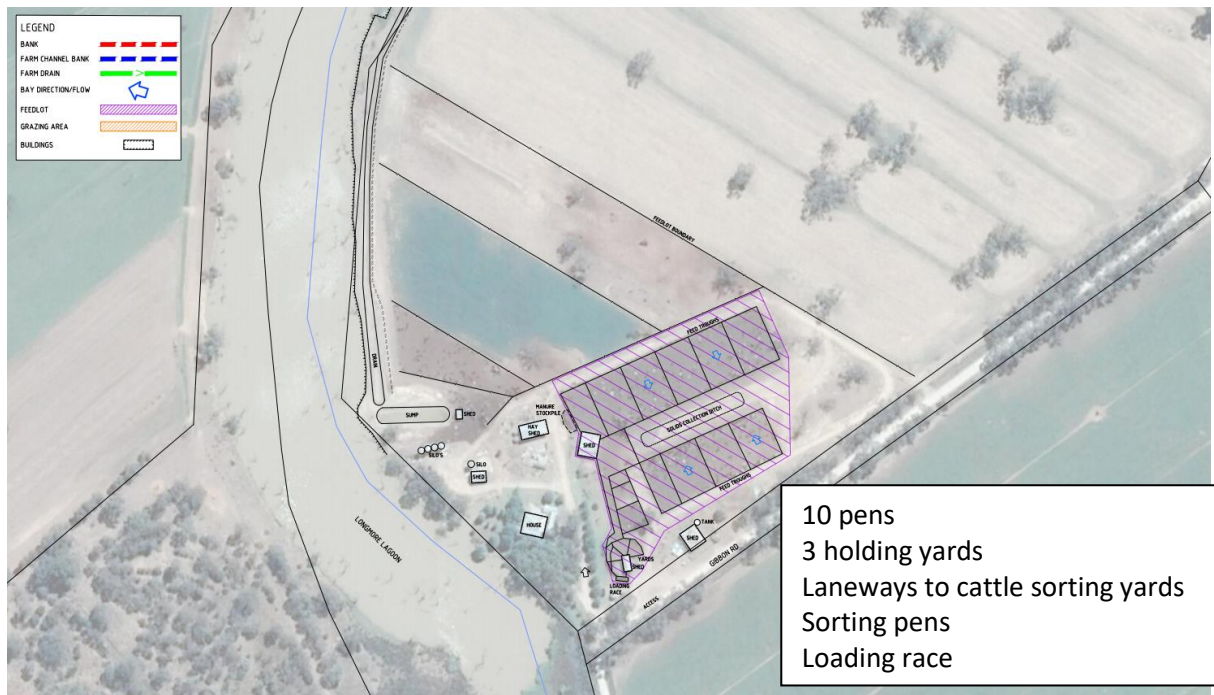 LEGEND
BANK
FARM CHANNEL BANK
FARM DRAIN
BAY DIRECTION/FLOW
FEEDLOT
GRAZING AREA
BUILDINGS
FEEDLOT BOUNDARY
FEED TROUGHS
DRAIN
SUMP
SHED
MANURE
STOCKPILE
HAY
SHED
SHED
SOLIDS COLLECTION DITCH
SILO'S
SILO
SHED
FEED TROUGHS
HOUSE
LONGMORE LAGOON
TANK
SHED
YARDS
SHED
LOADING
RACE
ACCESS
GIBBON RD
10 pens
3 holding yards
Laneways to cattle sorting yards
Sorting pens
Loading race